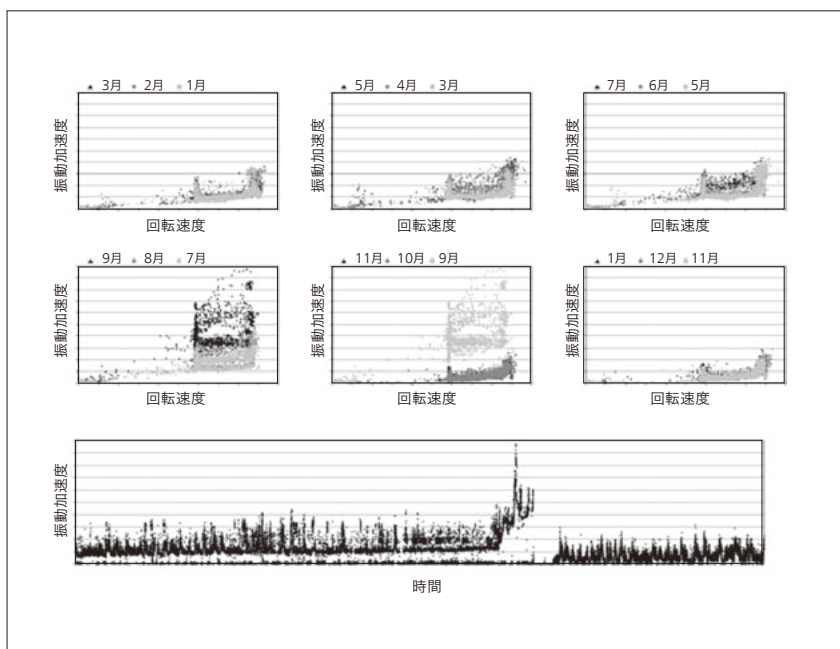 ▲ 3月 ● 2月 ● 1月
振動加速度
回転速度
▲ 5月 ● 4月 ● 3月
振動加速度
回転速度
▲ 7月 ● 6月 ● 5月
振動加速度
回転速度
▲ 9月 ▲ 8月 ● 7月
振動加速度
回転速度
▲ 11月 ▲ 10月 ● 9月
振動加速度
回転速度
▲ 1月 ▲ 12月 ● 11月
振動加速度
回転速度
振動加速度
時間